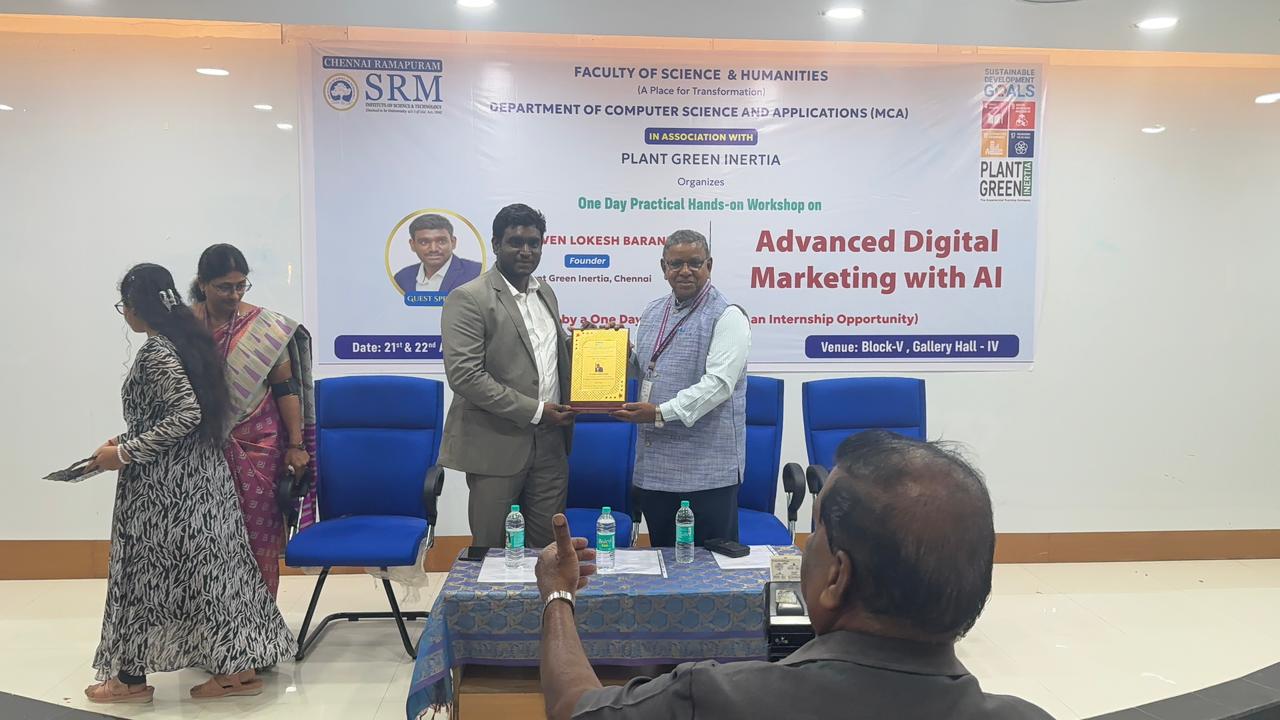 CHENNAI RAMAPURAM
SRM
INSTITUTE OF SCIENCE & TECHNOLOGY
FACULTY OF SCIENCE & HUMANITIES
(A Place for Transformation)
DEPARTMENT OF COMPUTER SCIENCE AND APPLICATIONS (MCA)
IN ASSOCIATION WITH
PLANT GREEN INERTIA
Organizes
One Day Practical Hands-on Workshop on
VEN LOKESH BARAN
Founder
nt Green Inertia, Chennai
GUEST SPE
Advanced Digital
Marketing with AI
by a One Day
an Internship Opportunity)
Date: 21st & 22nd A
Venue: Block-V , Gallery Hall - IV
SUSTAINABLE
DEVELOPMENT
GOALS
PLANT
GREEN
INERTIA